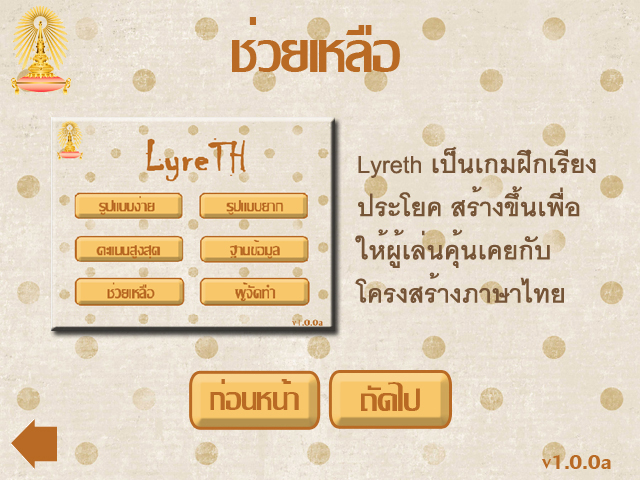 ช่วยเหลือ
LyreTH
รูปแบบง่าย
รูปแบบยาก
คะแนนสูงสุด
ฐานข้อมูล
ช่วยเหลือ
ผู้จัดทำ
v1.0.0a
Lyreth เป็นเกมฝึกเรียง
ประโยค สร้างขึ้นเพื่อ
ให้ผู้เล่นคุ้นเคยกับ
โครงสร้างภาษาไทย
ก่อนหน้า
ถัดไป
v1.0.0a